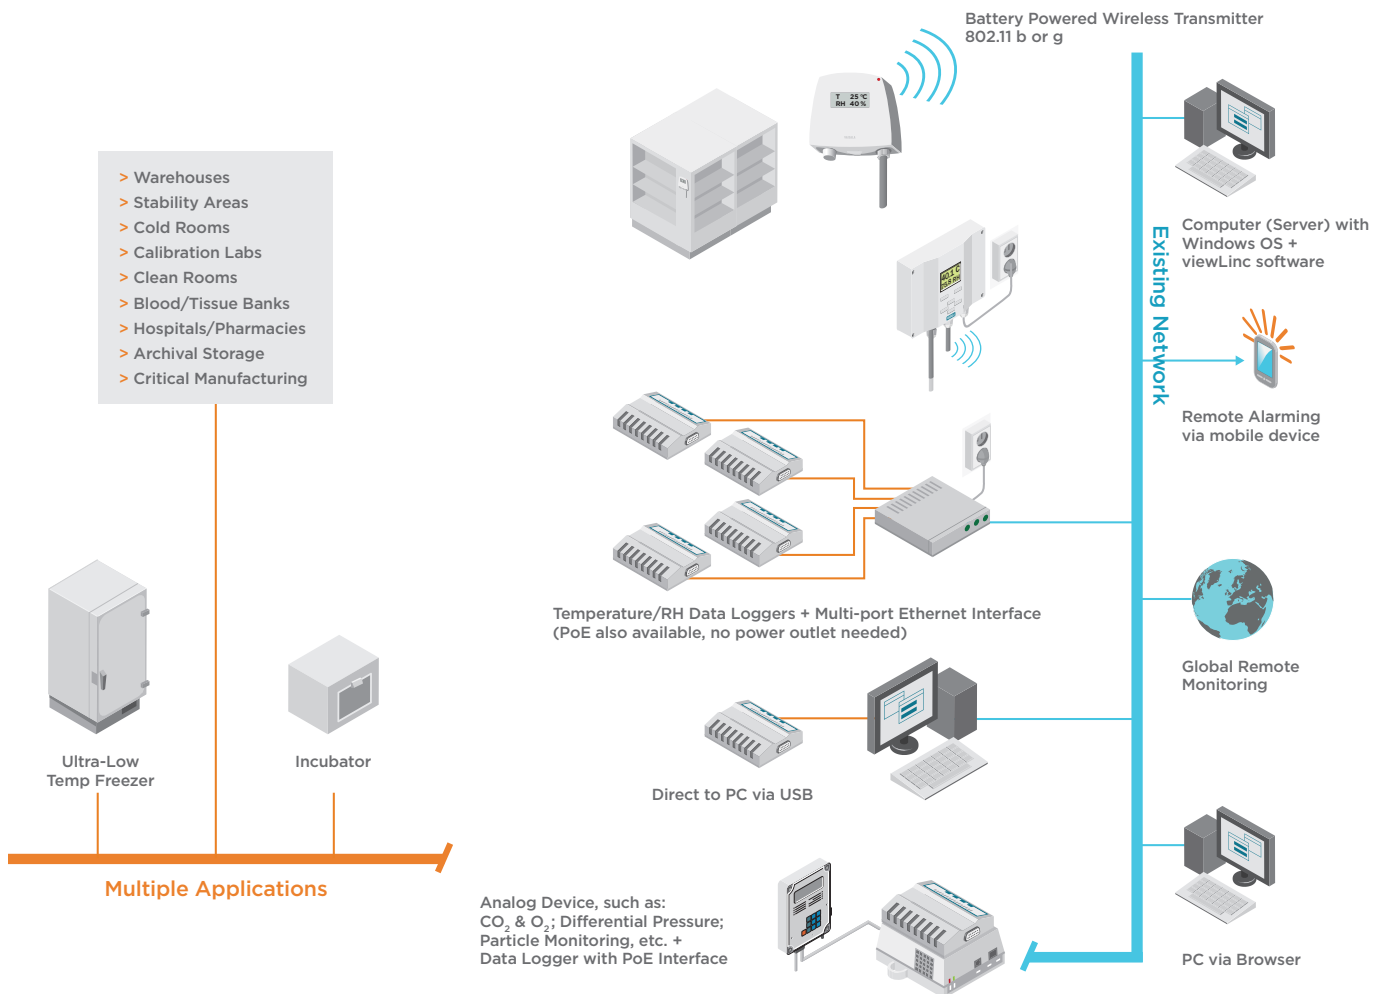 Battery Powered Wireless Transmitter
802.11 b or g
T 25 °C
RH 40 %
> Warehouses
> Stability Areas
> Cold Rooms
> Calibration Labs
> Clean Rooms
> Blood/Tissue Banks
> Hospitals/Pharmacies
> Archival Storage
> Critical Manufacturing
Existing Network
Computer (Server) with
Windows OS +
viewLinc software
40.1 C
Remote Alarming
via mobile device
Temperature/RH Data Loggers + Multi-port Ethernet Interface
(PoE also available, no power outlet needed)
Global Remote
Monitoring
Ultra-Low
Temp Freezer
Incubator
Direct to PC via USB
Multiple Applications
Analog Device, such as:
CO₂ & O₂; Differential Pressure;
Particle Monitoring, etc. +
Data Logger with PoE Interface
PC via Browser